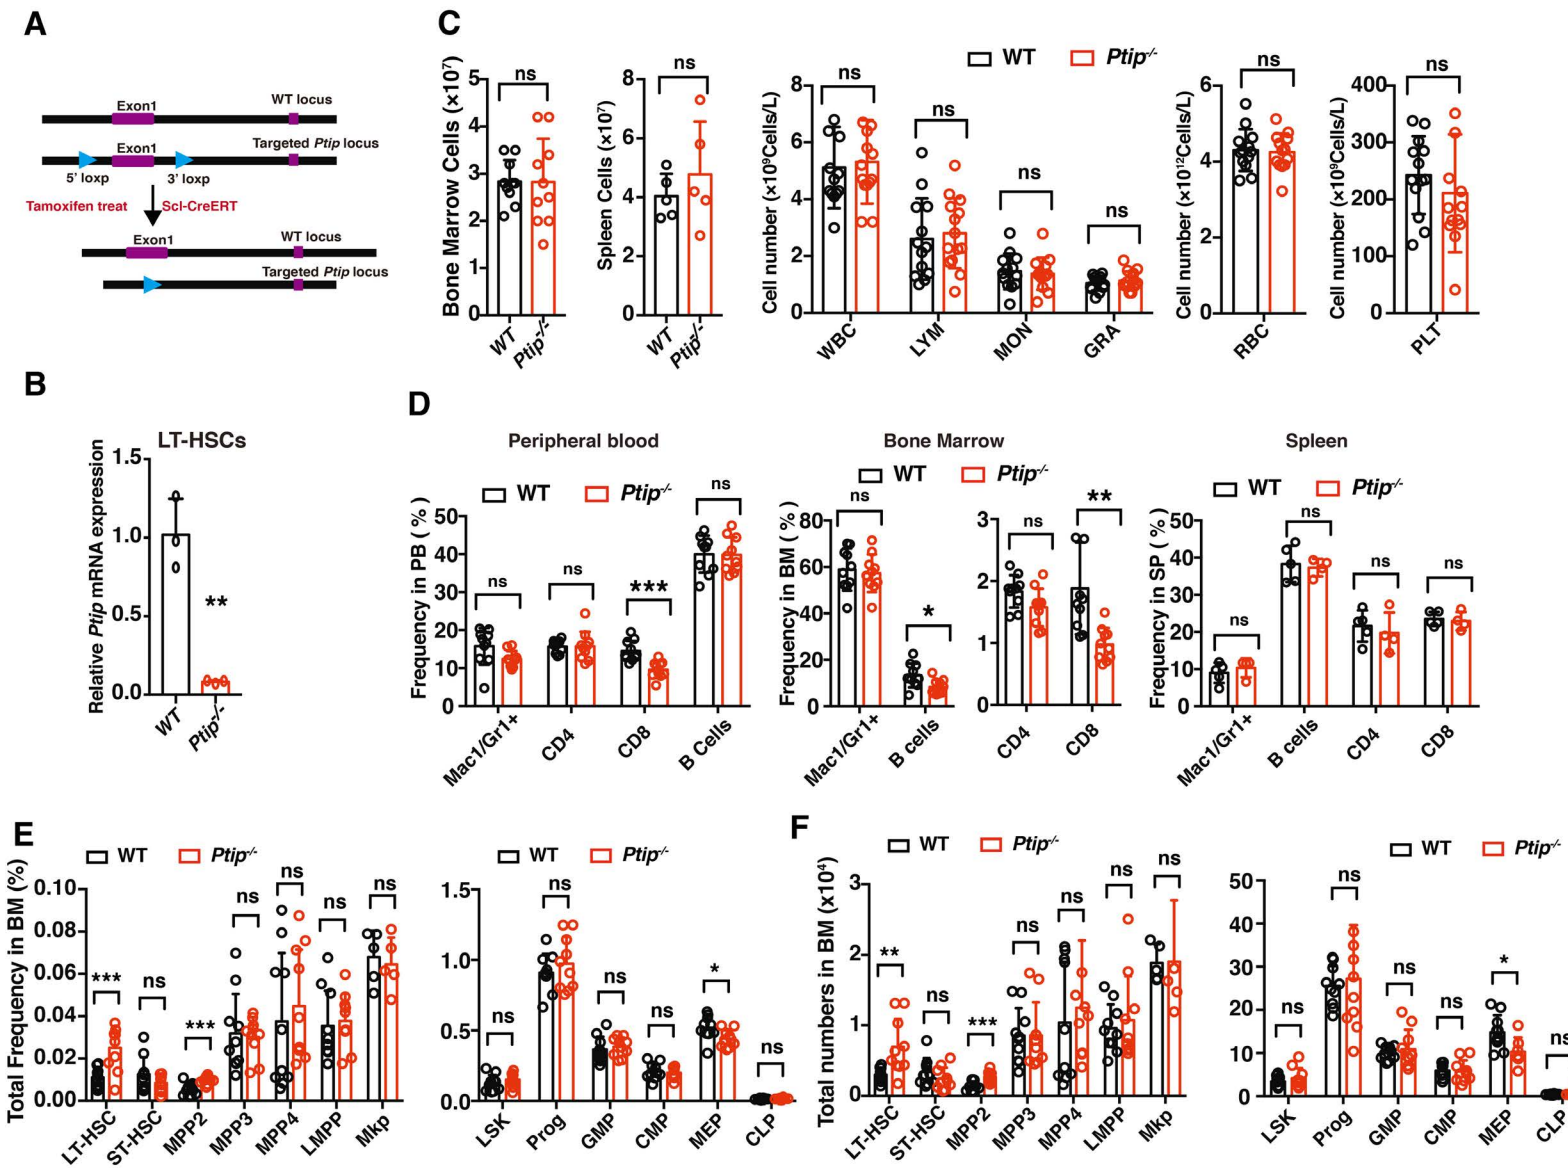 A
Exon1 WT locus
Targeted Ptip locus
Exon1
5' loxp 3' loxp
Tamoxifen treat Scl-CreERT
Exon1 WT locus
Targeted Ptip locus
B
LT-HSCs
Relative Ptip mRNA expression
1.5
1.0
0.5
0.0
**
WT Ptip-/-
C
WT Ptip-/-
Bone Marrow Cells (×10⁷)
5
4
3
2
1
0
ns
WT Ptip-/-
Spleen Cells (×10⁷)
8
6
4
2
0
ns
WT Ptip-/-
Cell number (×10⁹Cells/L)
8
6
4
2
0
ns ns ns ns
WBC LYM MON GRA
Cell number (×10¹²Cells/L)
6
4
2
0
ns
RBC
Cell number (×10⁹Cells/L)
400
300
200
100
0
ns
PLT
D
Peripheral blood
WT Ptip-/-
Frequency in PB ( % )
50
40
30
20
10
0
ns ns *** ns
Mac1/Gr1+ CD4 CD8 B Cells
Bone Marrow
WT Ptip-/-
Frequency in BM ( % )
80
60
40
20
0
ns *
Mac1/Gr1+ B cells
3
2
1
0
ns **
CD4 CD8
Spleen
WT Ptip-/-
Frequency in SP ( % )
50
40
30
20
10
0
ns ns ns ns
Mac1/Gr1+ B cells CD4 CD8
E
WT Ptip-/-
Total Frequency in BM (%)
0.10
0.08
0.06
0.04
0.02
0.00
*** ns *** ns ns ns ns
LT-HSC ST-HSC MPP2 MPP3 MPP4 LMPP Mkp
WT Ptip-/-
1.5
1.0
0.5
0.0
ns ns ns ns * ns
LSK Prog GMP CMP MEP CLP
F
WT Ptip-/-
Total numbers in BM (x10⁴)
3
2
1
0
** ns *** ns ns ns ns
LT-HSC ST-HSC MPP2 MPP3 MPP4 LMPP Mkp
WT Ptip-/-
50
40
30
20
10
0
ns ns ns ns * ns
LSK Prog GMP CMP MEP CLP